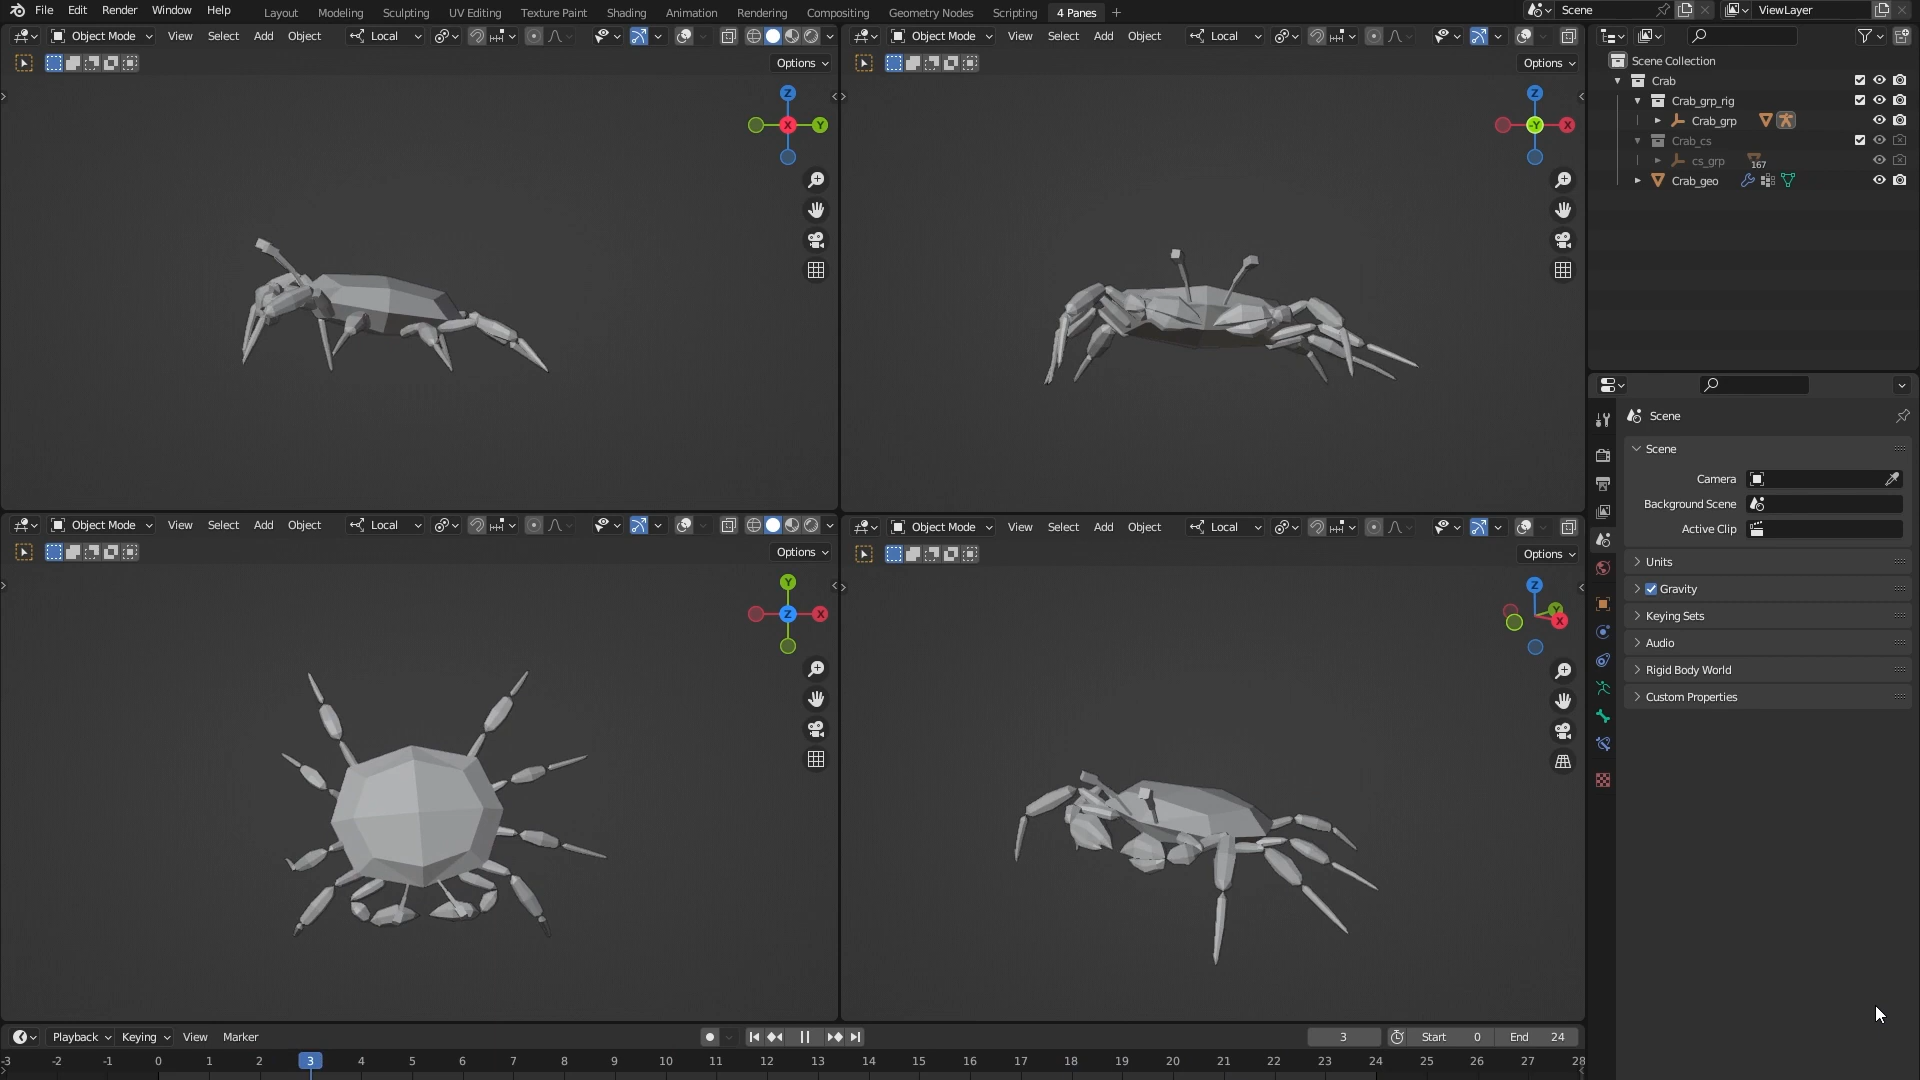 File Edit Render Window Help Layout Modeling Sculpting UV Editing Texture Paint Shading Animation Rendering Compositing Geometry Nodes Scripting 4 Panes + Scene ViewLayer
Object Mode View Select Add Object Local
Object Mode View Select Add Object Local
Options
Options
Z
X Y
Z
-Y X
Scene Collection
Crab
Crab_grp_rig
Crab_grp
Crab_cs
cs_grp 167
Crab_geo
Scene
Scene
Camera
Background Scene
Active Clip
Units
Gravity
Keying Sets
Audio
Rigid Body World
Custom Properties
Object Mode View Select Add Object Local
Object Mode View Select Add Object Local
Options
Options
Y
Z X
Z
Y
X
Playback Keying View Marker 3 Start 0 End 24
-3 -2 -1 0 1 2 3 4 5 6 7 8 9 10 11 12 13 14 15 16 17 18 19 20 21 22 23 24 25 26 27 28